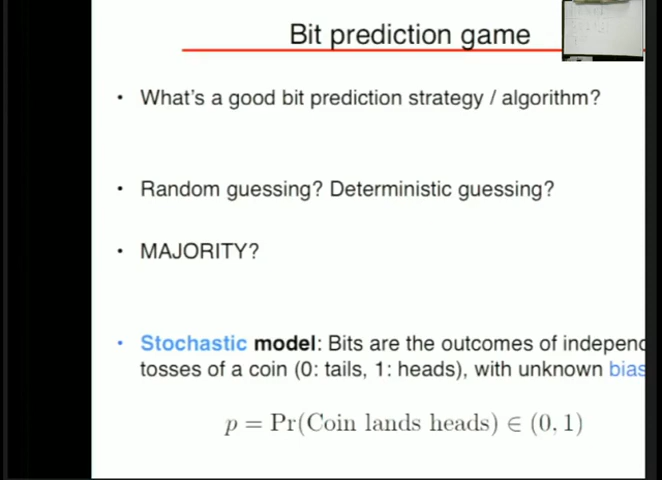 Bit prediction game
• What's a good bit prediction strategy / algorithm?
• Random guessing? Deterministic guessing?
• MAJORITY?
• Stochastic model: Bits are the outcomes of independ
tosses of a coin (0: tails, 1: heads), with unknown bias
p = Pr(Coin lands heads) ∈ (0, 1)